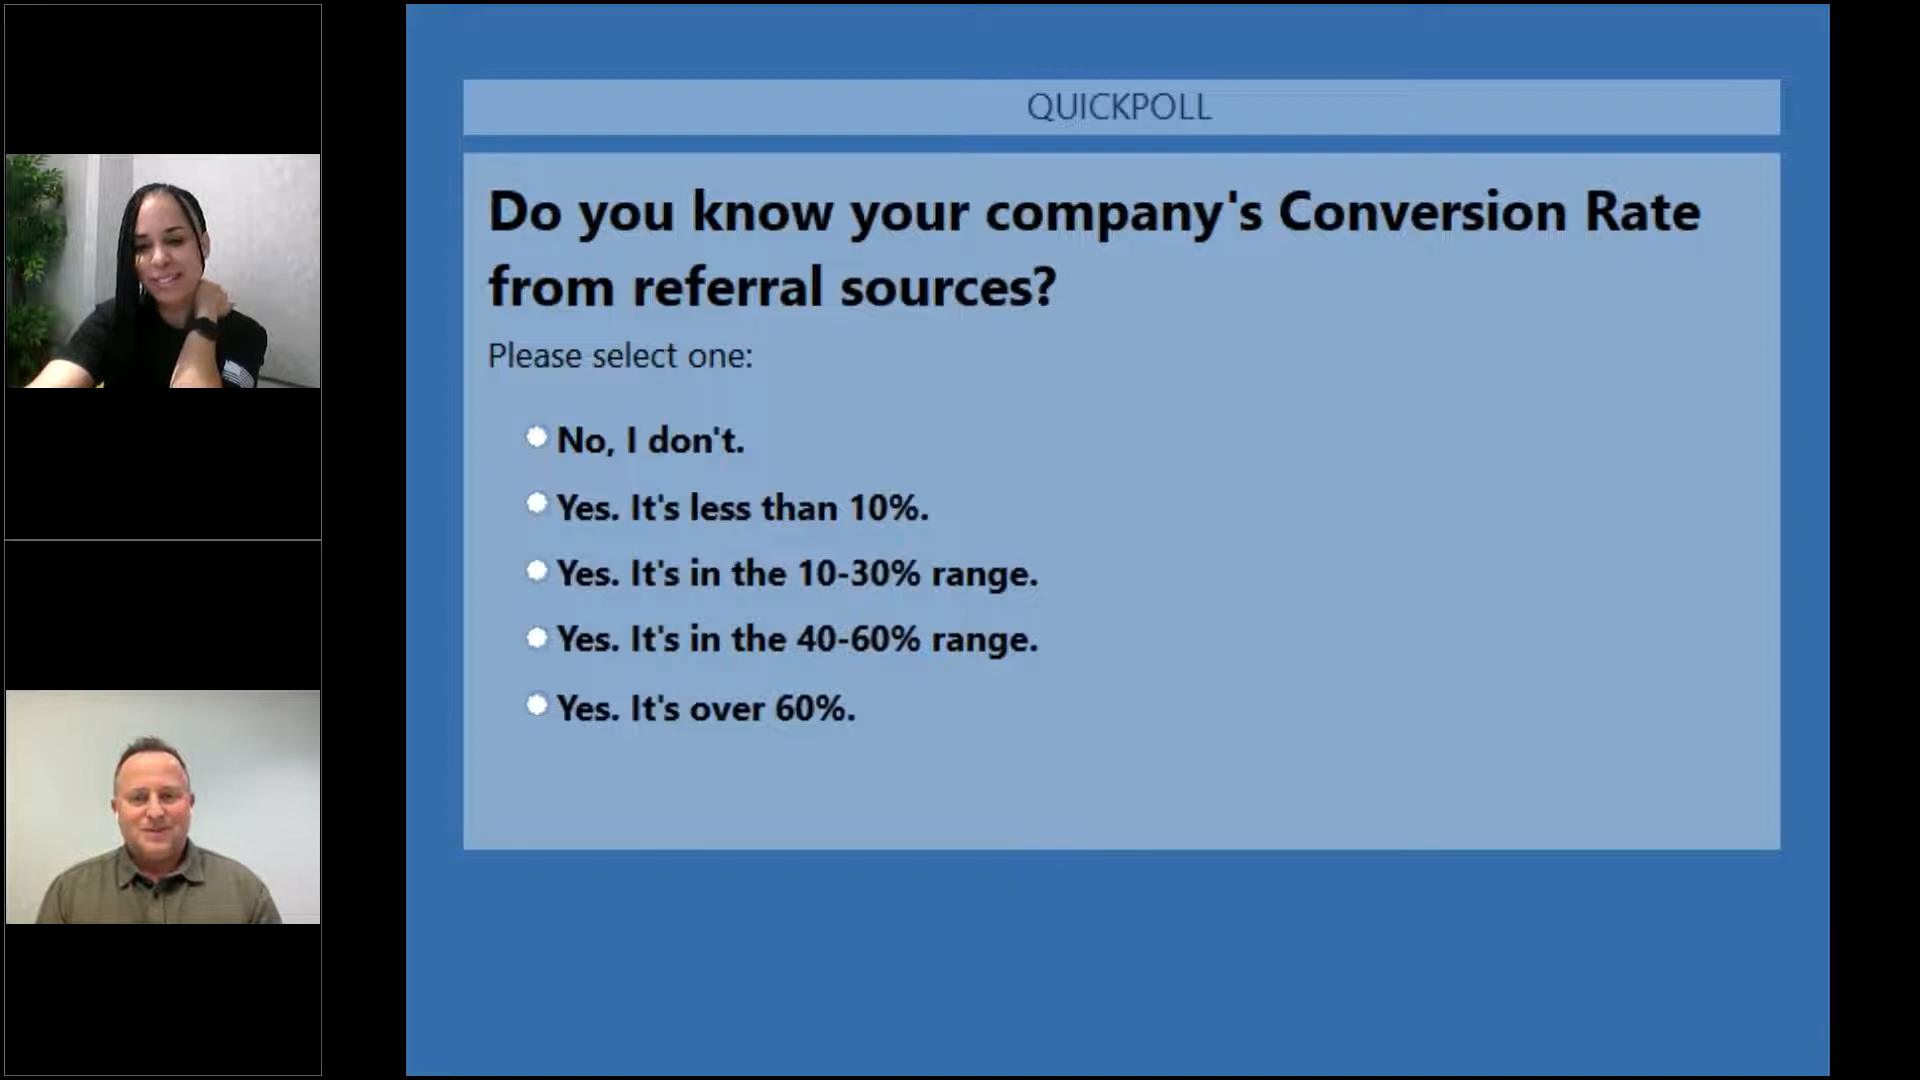 QUICKPOLL
Do you know your company's Conversion Rate
from referral sources?
Please select one:
No, I don't.
Yes. It's less than 10%.
Yes. It's in the 10-30% range.
Yes. It's in the 40-60% range.
Yes. It's over 60%.